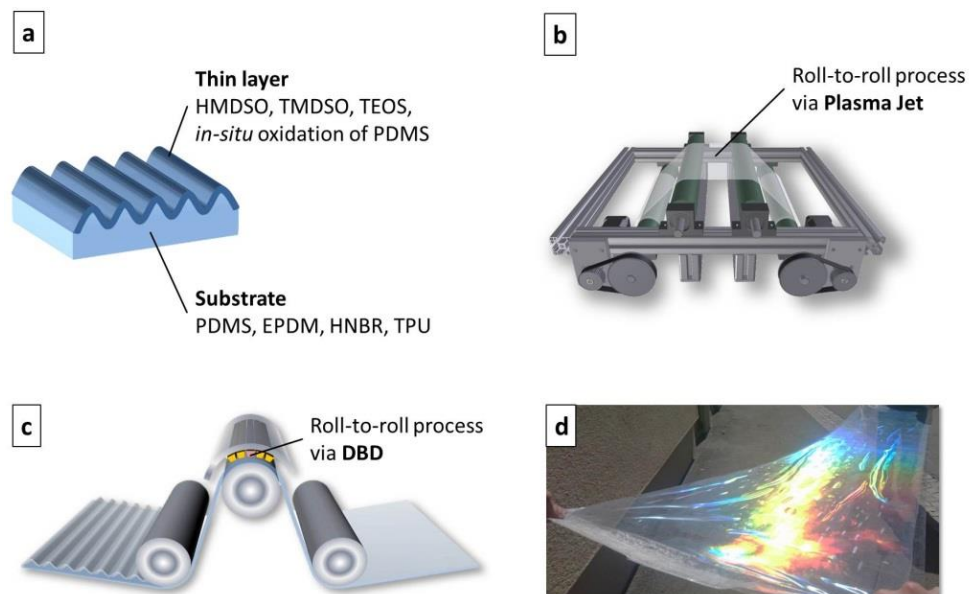 a
Thin layer
HMDSO, TMDSO, TEOS,
in-situ oxidation of PDMS
Substrate
PDMS, EPDM, HNBR, TPU
b
Roll-to-roll process
via Plasma Jet
c
Roll-to-roll process
via DBD
d